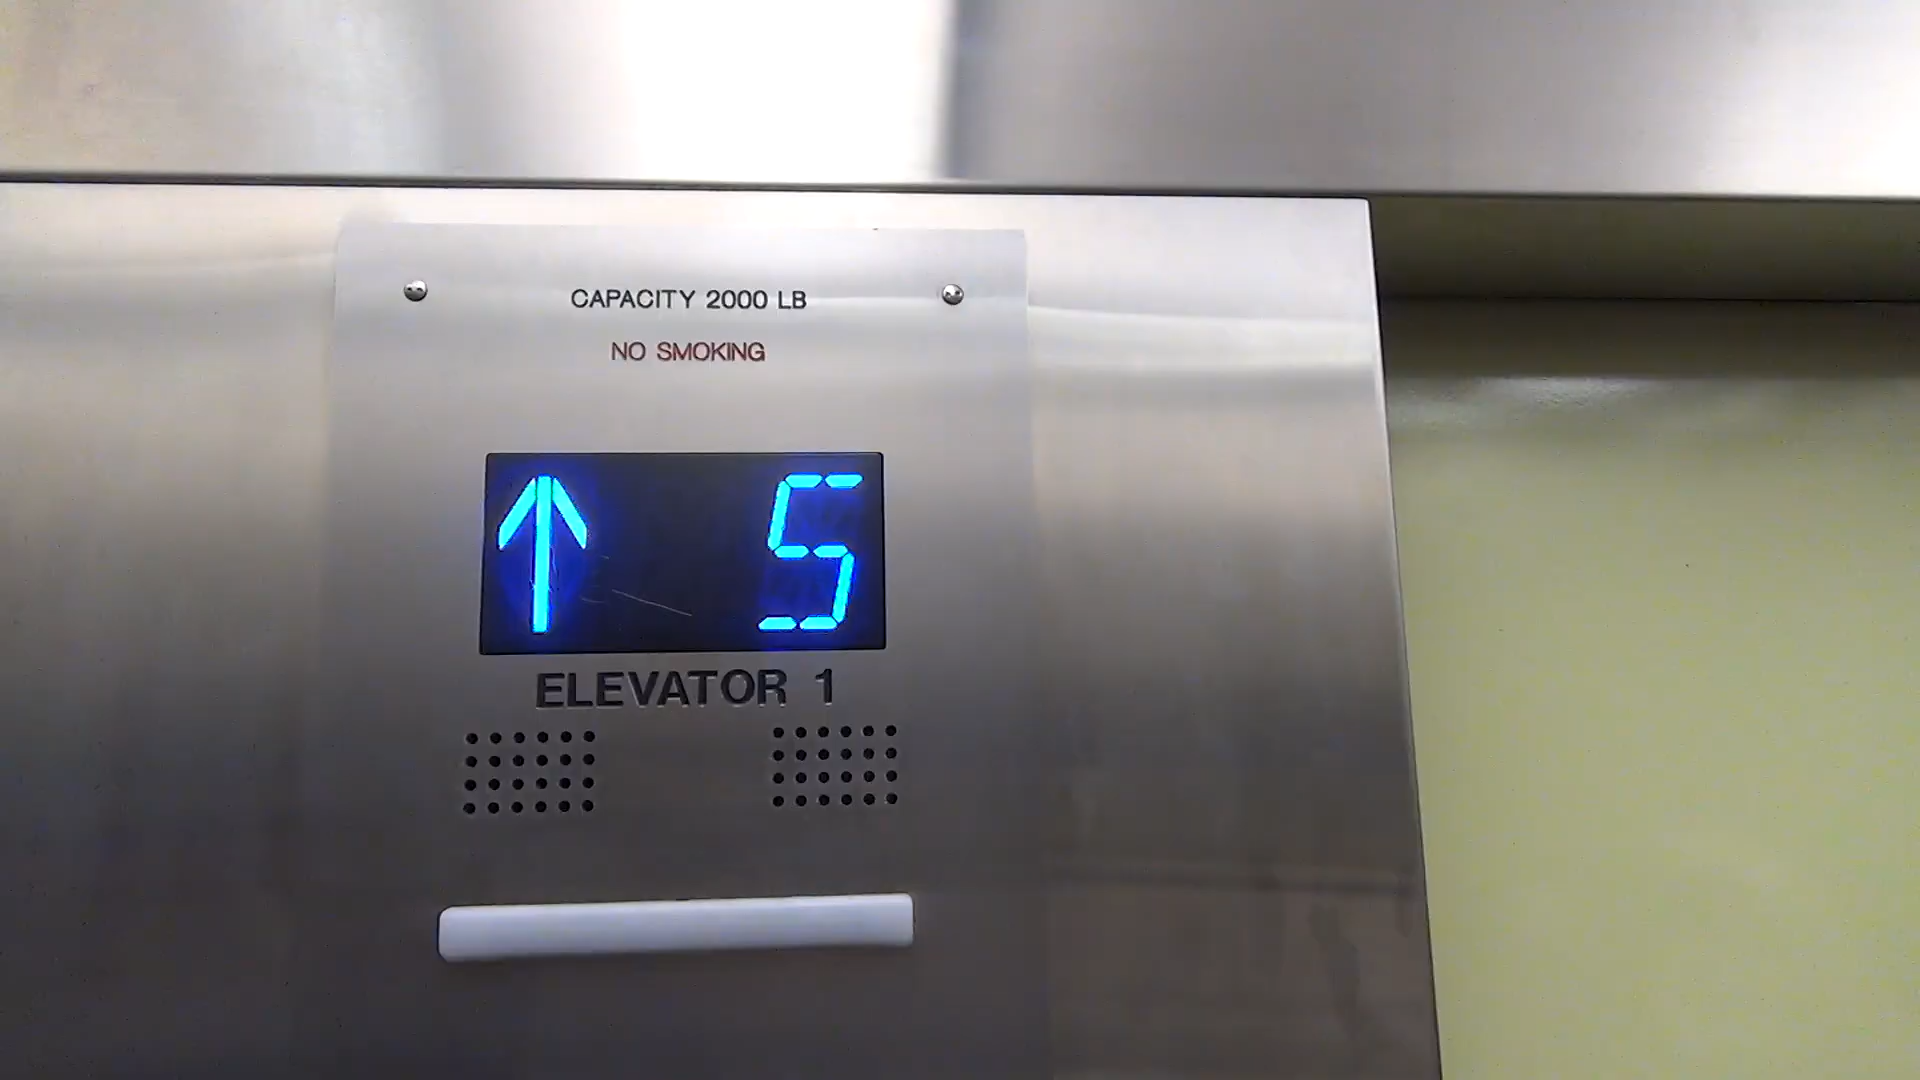 CAPACITY 2000 LB
NO SMOKING
↑ 5
ELEVATOR 1